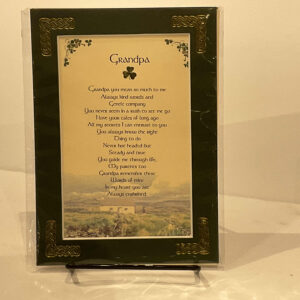 Grandpa
Grandpa you mean so much to me
Always kind words and
Gentle company
You never seem in a rush to see me go
I love your tales of long ago
All my secrets I can entrust to you
You always know the right
Thing to do
Never hot headed but
Steady and true
You guide me through life,
My parents too
Grandpa remember these
Words of mine
In my heart you are
Always enshrined.